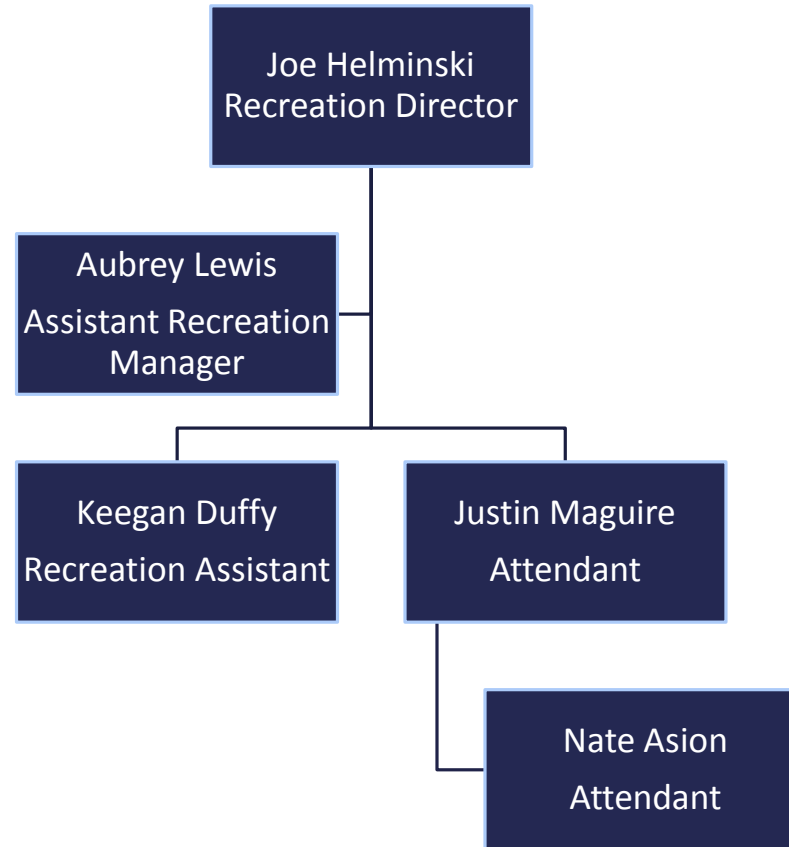 Joe Helminski
Recreation Director
Aubrey Lewis
Assistant Recreation
Manager
Keegan Duffy
Recreation Assistant
Justin Maguire
Attendant
Nate Asion
Attendant